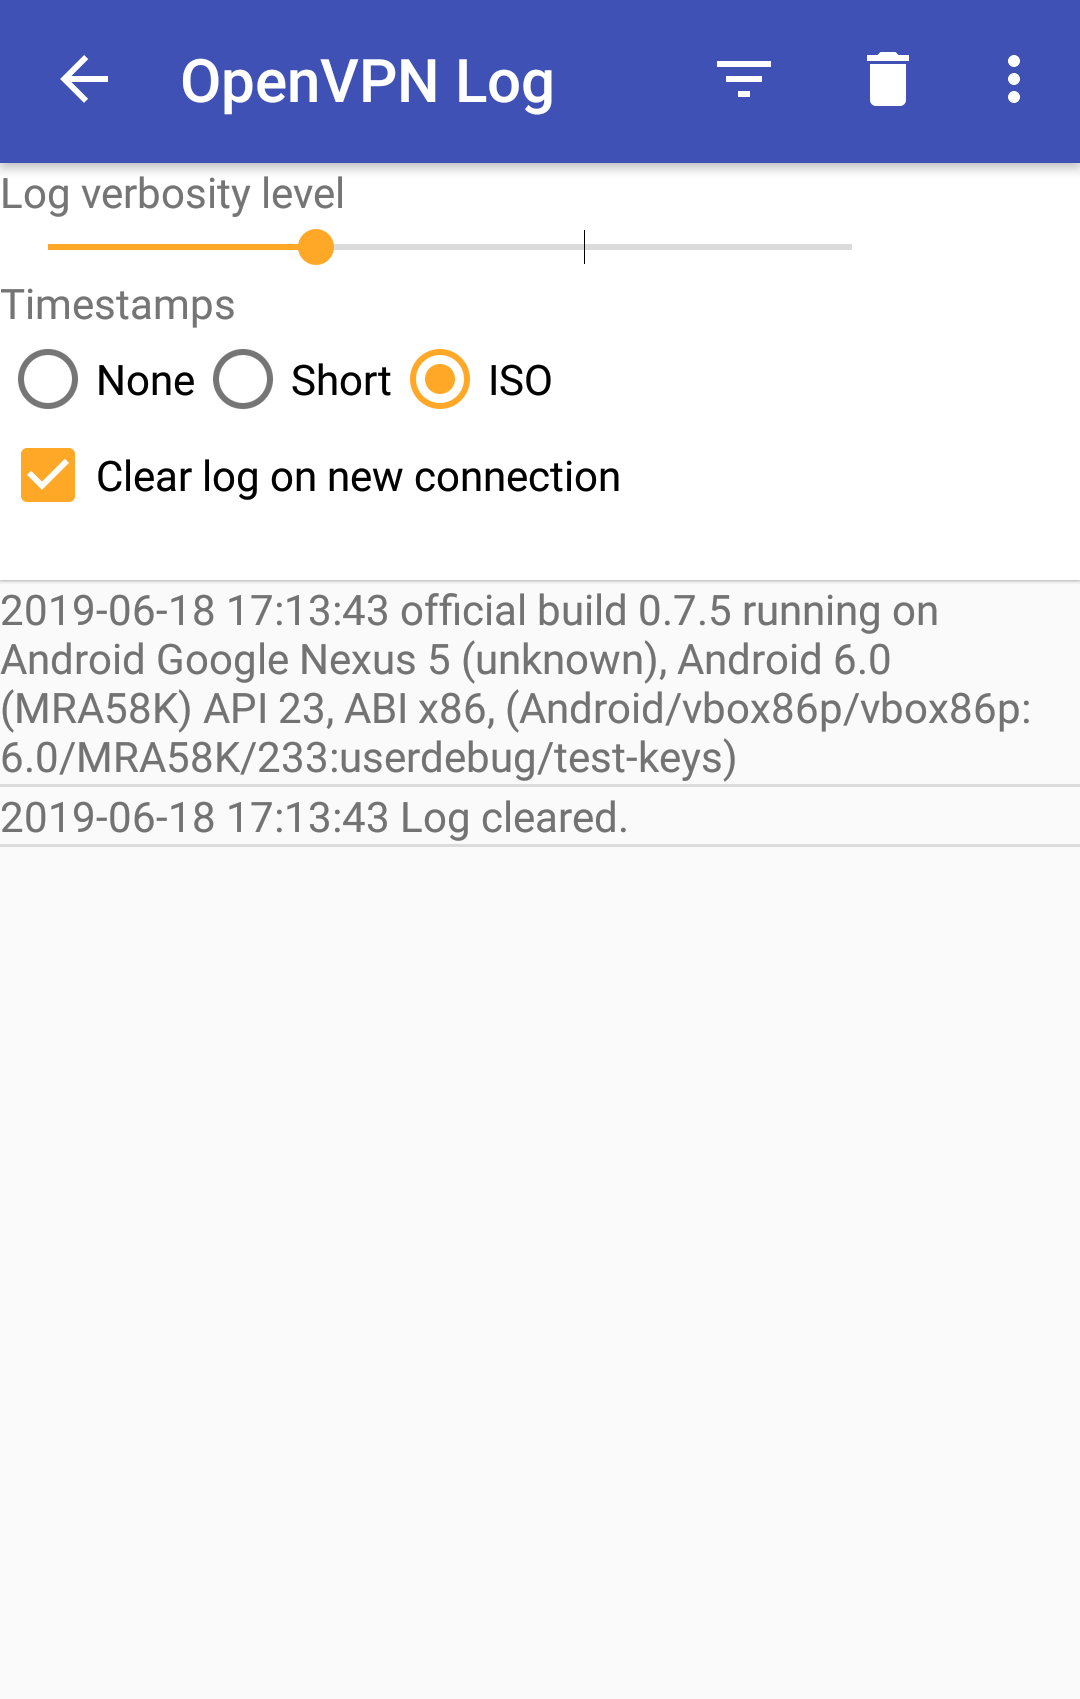 OpenVPN Log
Log verbosity level
Timestamps
None Short ISO
Clear log on new connection
2019-06-18 17:13:43 official build 0.7.5 running on
Android Google Nexus 5 (unknown), Android 6.0
(MRA58K) API 23, ABI x86, (Android/vbox86p/vbox86p:
6.0/MRA58K/233:userdebug/test-keys)
2019-06-18 17:13:43 Log cleared.